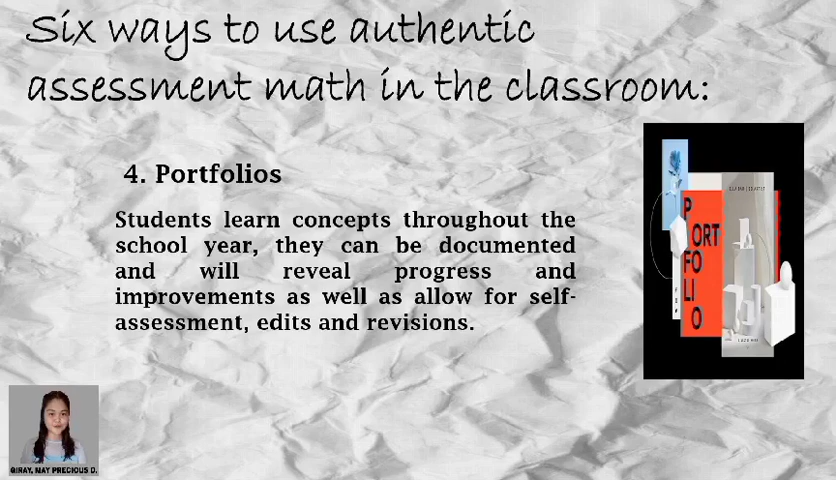 Six ways to use authentic
assessment math in the classroom:
4. Portfolios
Students learn concepts throughout the
school year, they can be documented
and will reveal progress and
improvements as well as allow for self-
assessment, edits and revisions.
P
ORT
FO
LI
O
GIRAY, MAY PRECIOUS D.